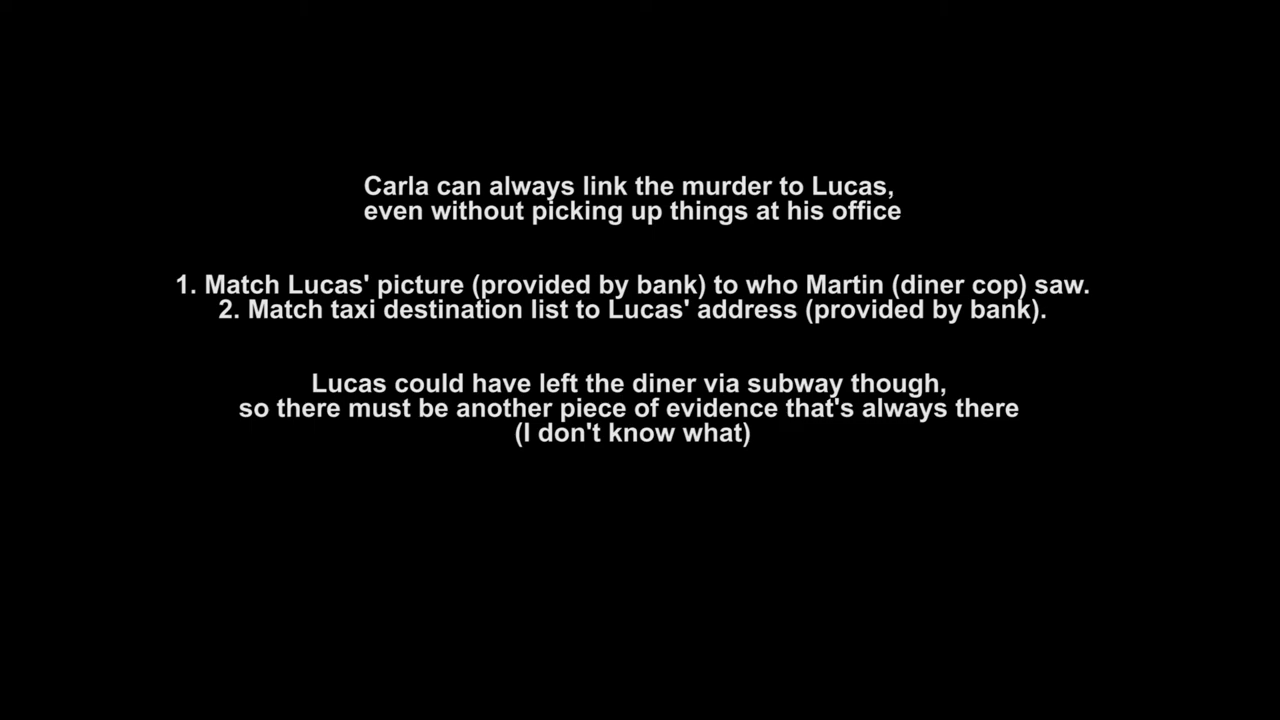 Carla can always link the murder to Lucas,
even without picking up things at his office
1. Match Lucas' picture (provided by bank) to who Martin (diner cop) saw.
2. Match taxi destination list to Lucas' address (provided by bank).
Lucas could have left the diner via subway though,
so there must be another piece of evidence that's always there
(I don't know what)